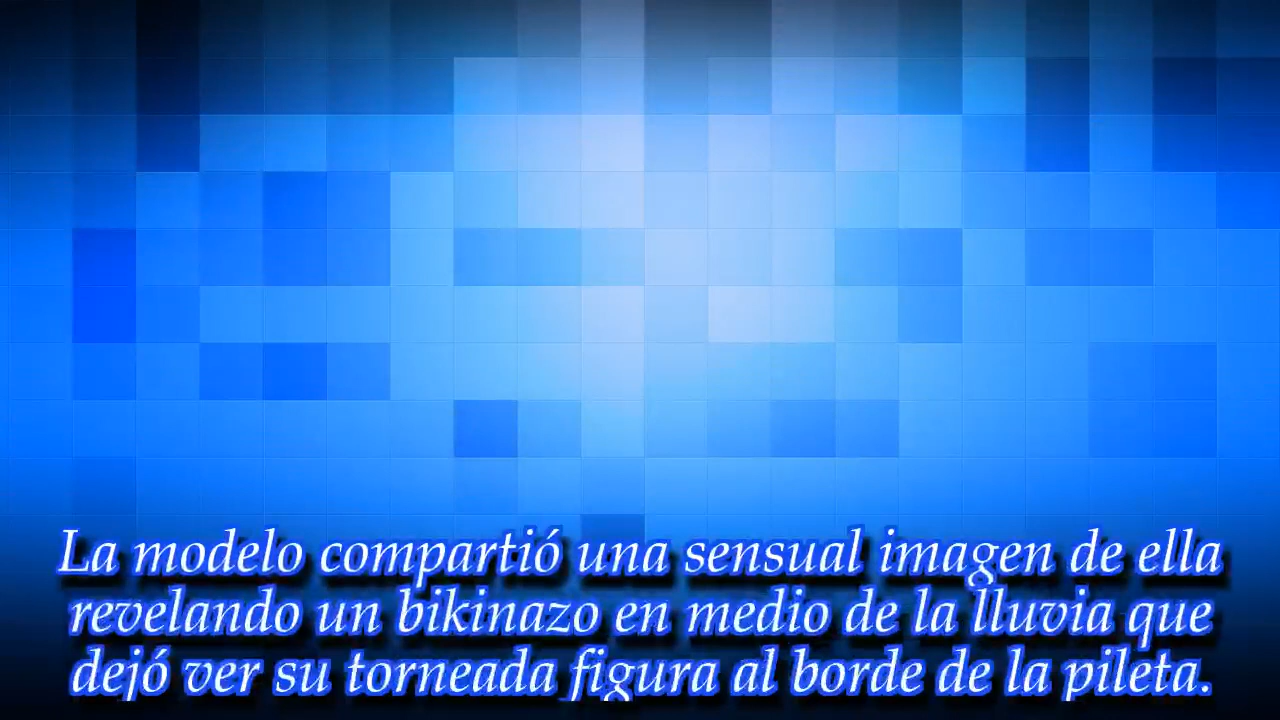 La modelo compartió una sensual imagen de ella
revelando un bikinazo en medio de la lluvia que
dejó ver su torneada figura al borde de la pileta.